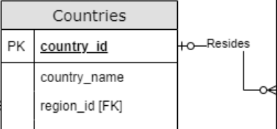 Countries
PK country_id
Resides
country_name
region_id [FK]